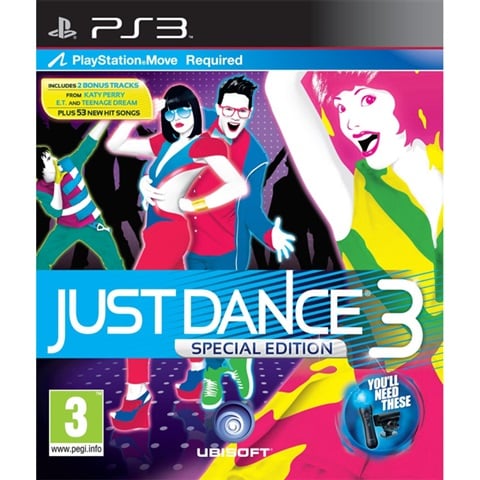 PS3
PlayStation®Move Required
INCLUDES 2 BONUS TRACKS
FROM KATY PERRY
E.T. AND TEENAGE DREAM
PLUS 53 NEW HIT SONGS
JUST DANCE 3
SPECIAL EDITION
3
www.pegi.info
YOU'LL
NEED
THESE
UBISOFT